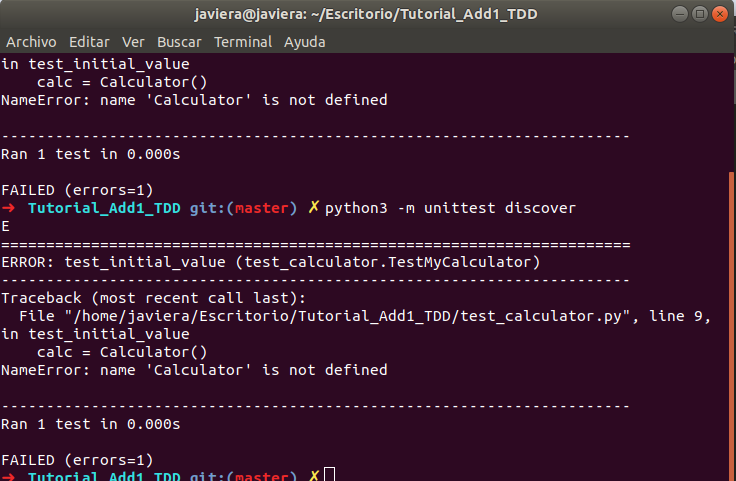 javiera@javiera: ~/Escritorio/Tutorial_Add1_TDD
Archivo Editar Ver Buscar Terminal Ayuda
in test_initial_value
    calc = Calculator()
NameError: name 'Calculator' is not defined
----------------------------------------------------------------------
Ran 1 test in 0.000s
FAILED (errors=1)
➜ Tutorial_Add1_TDD git:(master) ✗ python3 -m unittest discover
E
======================================================================
ERROR: test_initial_value (test_calculator.TestMyCalculator)
----------------------------------------------------------------------
Traceback (most recent call last):
  File "/home/javiera/Escritorio/Tutorial_Add1_TDD/test_calculator.py", line 9,
in test_initial_value
    calc = Calculator()
NameError: name 'Calculator' is not defined
----------------------------------------------------------------------
Ran 1 test in 0.000s
FAILED (errors=1)
➜ Tutorial_Add1_TDD git:(master) ✗